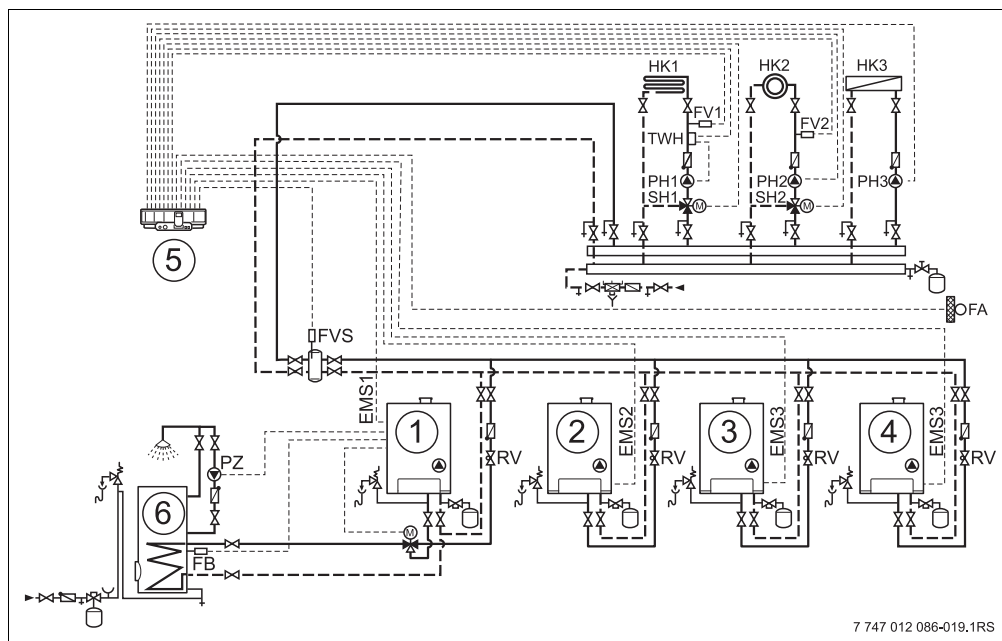 HK1
HK2
HK3
FV1
TWH
FV2
PH1
PH2
PH3
SH1
M
SH2
M
5
FA
FVS
EMS1
1
2
EMS2
3
EMS3
4
EMS3
RV
RV
RV
RV
PZ
6
M
FB
7 747 012 086-019.1RS